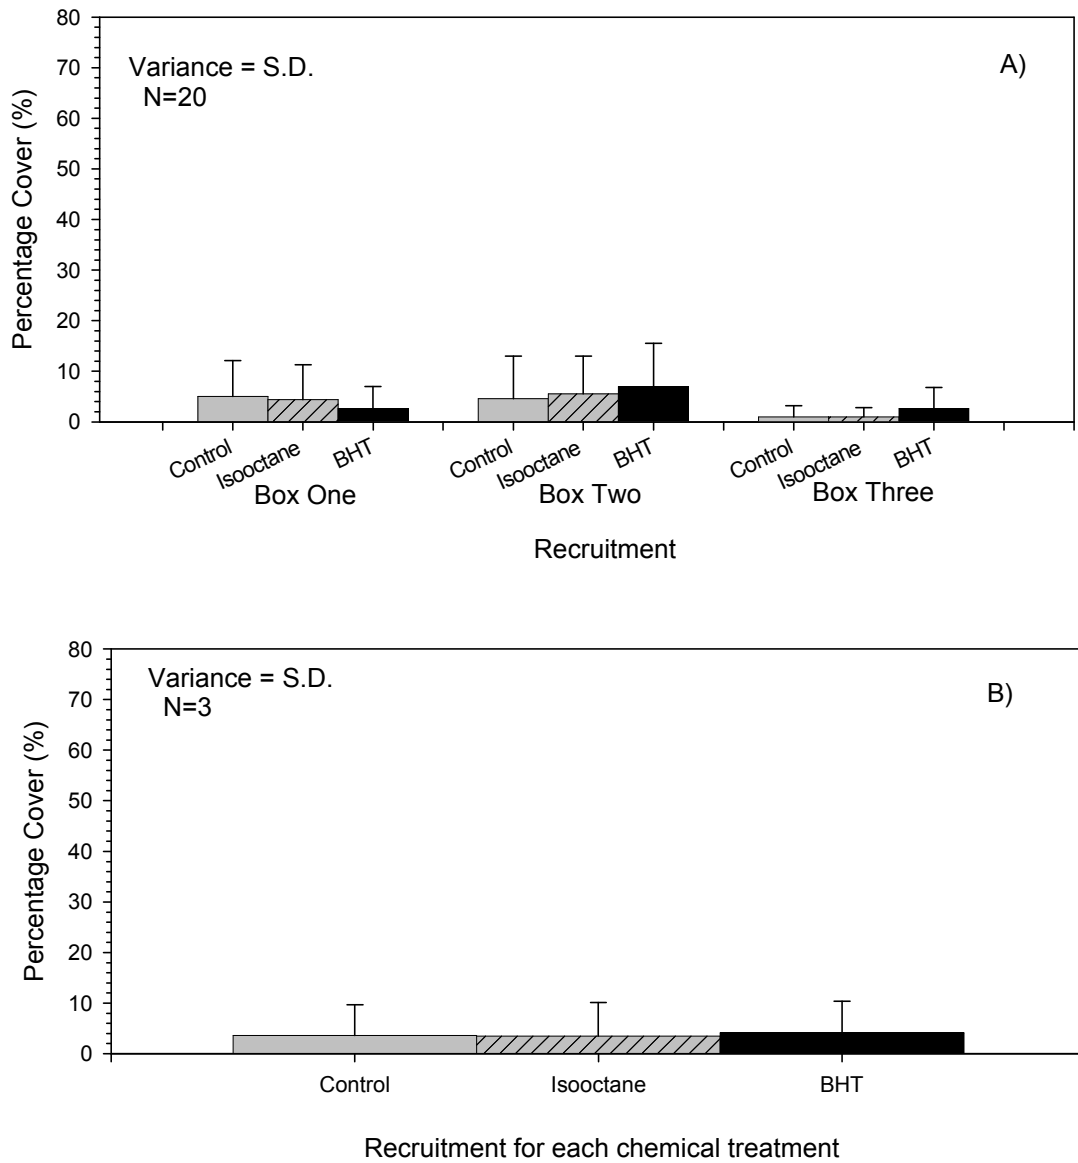 80
70
60
50
40
30
20
10
0
Percentage Cover (%)
Variance = S.D.
N=20
A)
Control
Isooctane
BHT
Control
Isooctane
BHT
Control
Isooctane
BHT
Box One
Box Two
Box Three
Recruitment
80
70
60
50
40
30
20
10
0
Percentage Cover (%)
Variance = S.D.
N=3
B)
Control
Isooctane
BHT
Recruitment for each chemical treatment